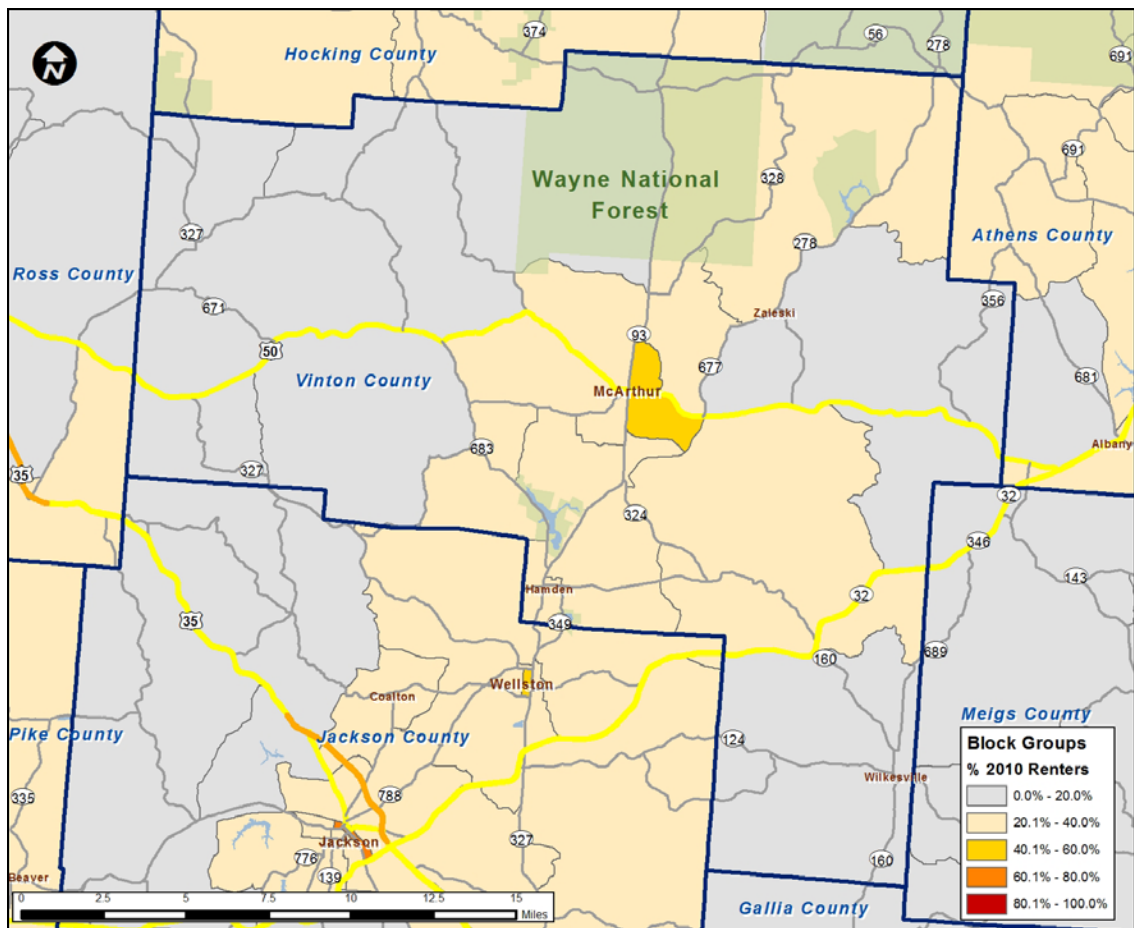 374
56
278
691
Hocking County
N
Wayne National
Forest
328
691
327
278
Athens County
Ross County
671
356
Zaleski
50
93
677
Vinton County
McArthur
681
683
Albany
35
327
32
324
346
143
Hamden
32
349
35
160
689
Wellston
Coalton
Pike County
Jackson County
124
Meigs County
Wilkesville
335
788
Jackson
327
776
139
160
Beaver
Gallia County
0 2.5 5 7.5 10 12.5 15
Miles
Block Groups
% 2010 Renters
0.0% - 20.0%
20.1% - 40.0%
40.1% - 60.0%
60.1% - 80.0%
80.1% - 100.0%